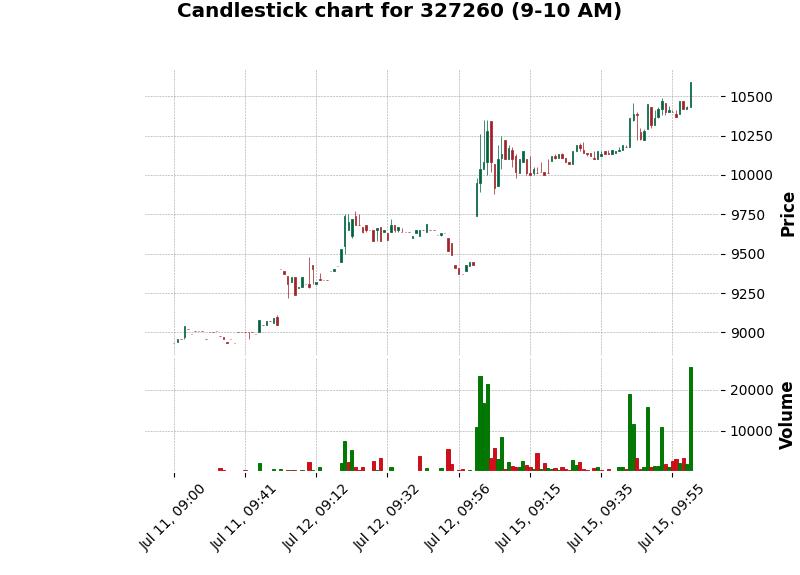 Candlestick chart for 327260 (9-10 AM)
10500
10250
10000
9750
9500
9250
9000
Price
20000
10000
Volume
Jul 11, 09:00
Jul 11, 09:41
Jul 12, 09:12
Jul 12, 09:32
Jul 12, 09:56
Jul 15, 09:15
Jul 15, 09:35
Jul 15, 09:55